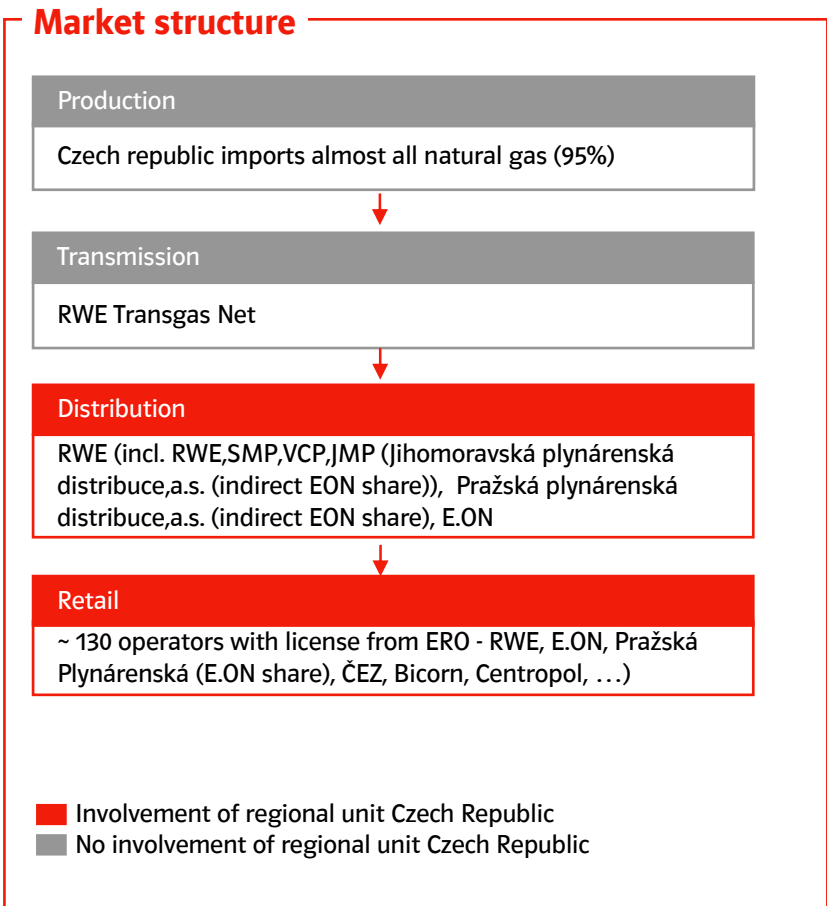 Market structure
Production
Czech republic imports almost all natural gas (95%)
Transmission
RWE Transgas Net
Distribution
RWE (incl. RWE,SMP,VCP,JMP (Jihomoravská plynárenská
distribuce,a.s. (indirect EON share)), Pražská plynárenská
distribuce,a.s. (indirect EON share), E.ON
Retail
~ 130 operators with license from ERO - RWE, E.ON, Pražská
Plynárenská (E.ON share), ČEZ, Bicorn, Centropol, …)
Involvement of regional unit Czech Republic
No involvement of regional unit Czech Republic